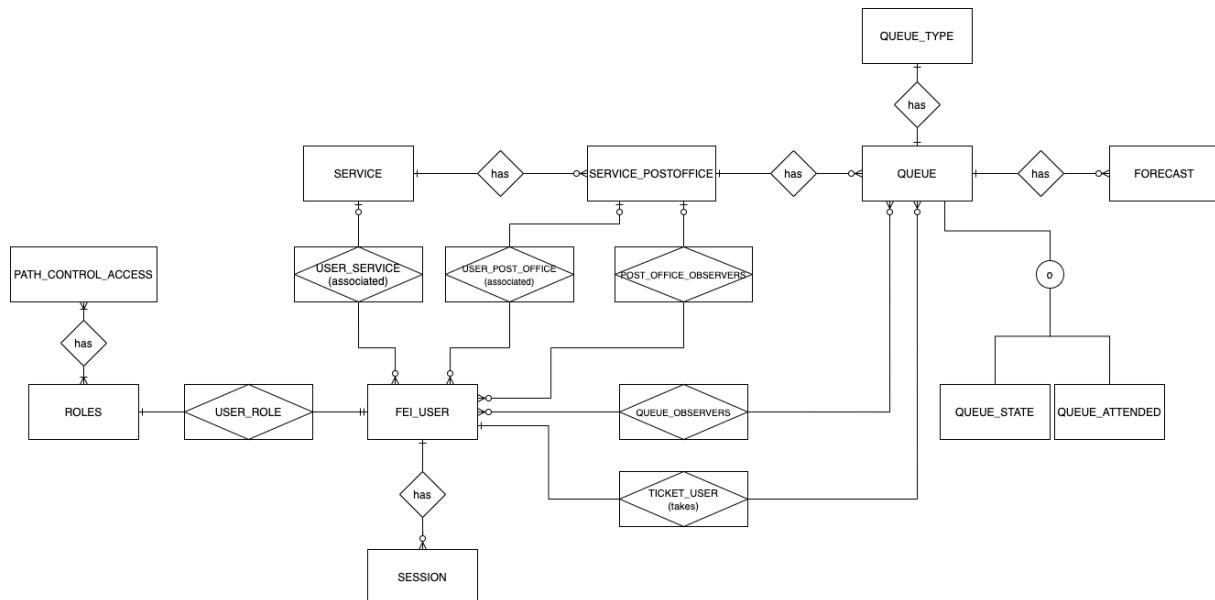 QUEUE_TYPE
has
SERVICE
has
SERVICE_POSTOFFICE
has
QUEUE
has
FORECAST
PATH_CONTROL_ACCESS
USER_SERVICE
(associated)
USER_POST_OFFICE
(associated)
POST_OFFICE_OBSERVERS
o
has
ROLES
USER_ROLE
FEI_USER
QUEUE_OBSERVERS
QUEUE_STATE
QUEUE_ATTENDED
has
TICKET_USER
(takes)
SESSION